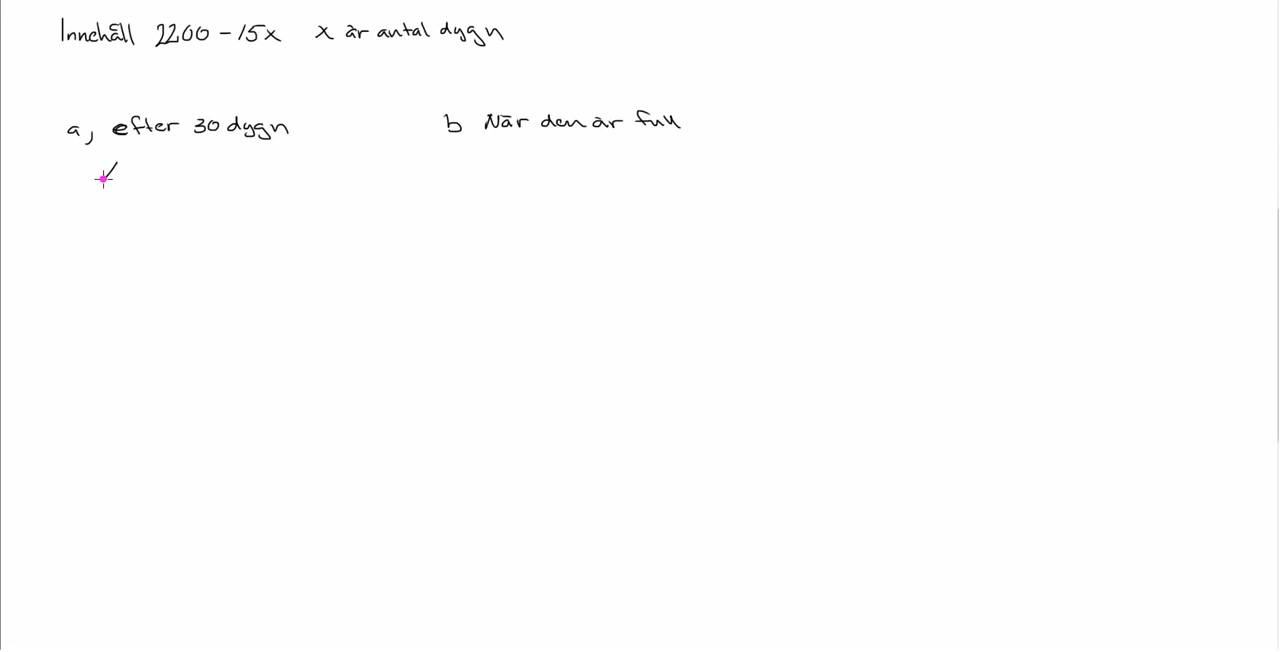 Innehåll 2200 - 15x x är antal dygn
a, efter 30 dygn
b När den är full